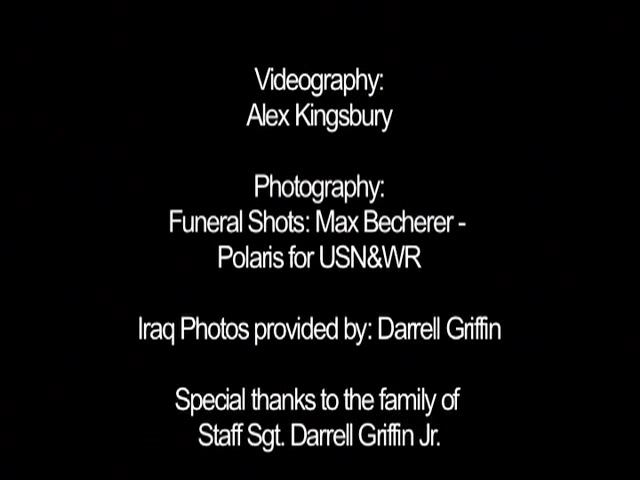 Videography:
Alex Kingsbury
Photography:
Funeral Shots: Max Becherer -
Polaris for USN&WR
Iraq Photos provided by: Darrell Griffin
Special thanks to the family of
Staff Sgt. Darrell Griffin Jr.